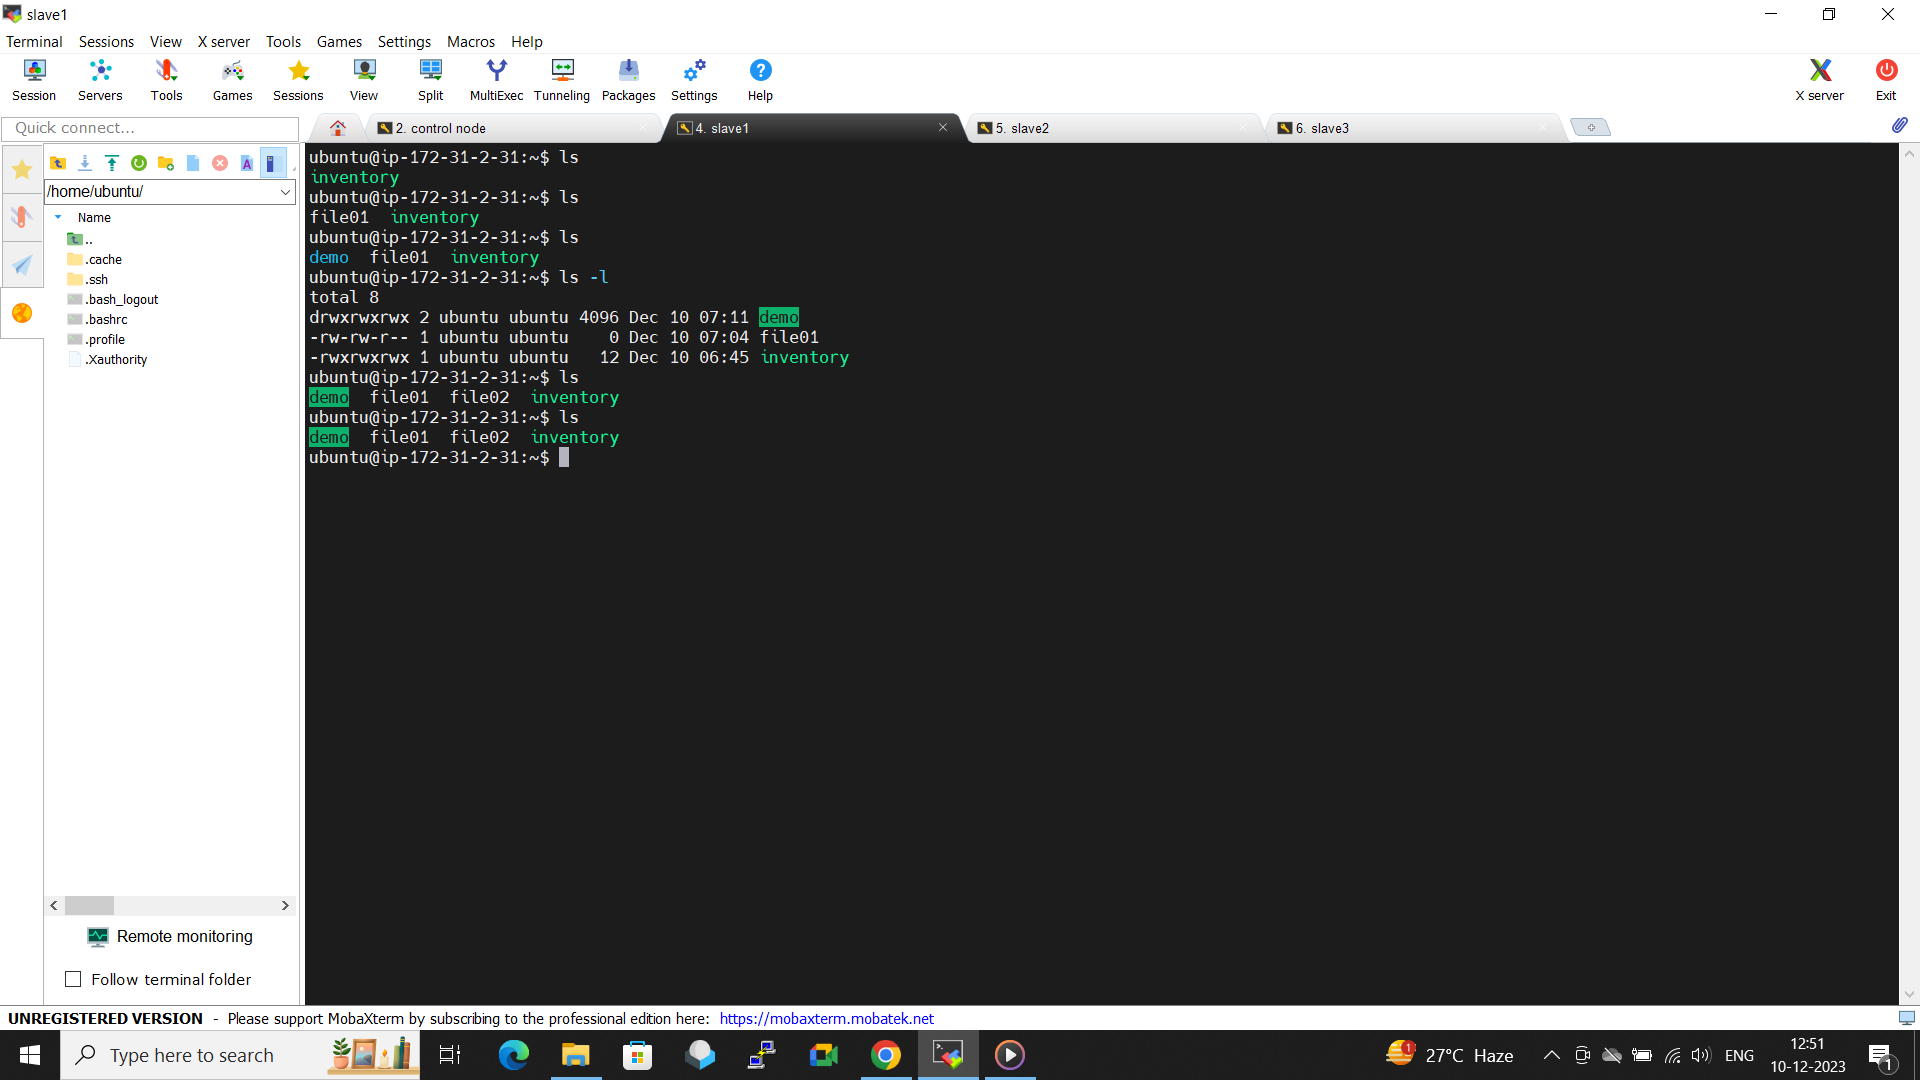 slave1
Terminal Sessions View X server Tools Games Settings Macros Help
Session Servers Tools Games Sessions View Split MultiExec Tunneling Packages Settings Help X server Exit
Quick connect...
2. control node
4. slave1
5. slave2
6. slave3
/home/ubuntu/
Name
..
.cache
.ssh
.bash_logout
.bashrc
.profile
.Xauthority
Remote monitoring
Follow terminal folder
ubuntu@ip-172-31-2-31:~$ ls
inventory
ubuntu@ip-172-31-2-31:~$ ls
file01  inventory
ubuntu@ip-172-31-2-31:~$ ls
demo  file01  inventory
ubuntu@ip-172-31-2-31:~$ ls -l
total 8
drwxrwxrwx 2 ubuntu ubuntu 4096 Dec 10 07:11 demo
-rw-rw-r-- 1 ubuntu ubuntu    0 Dec 10 07:04 file01
-rwxrwxrwx 1 ubuntu ubuntu   12 Dec 10 06:45 inventory
ubuntu@ip-172-31-2-31:~$ ls
demo  file01  file02  inventory
ubuntu@ip-172-31-2-31:~$ ls
demo  file01  file02  inventory
ubuntu@ip-172-31-2-31:~$
UNREGISTERED VERSION - Please support MobaXterm by subscribing to the professional edition here: https://mobaxterm.mobatek.net
Type here to search
1
27°C Haze
ENG
12:51
10-12-2023
1